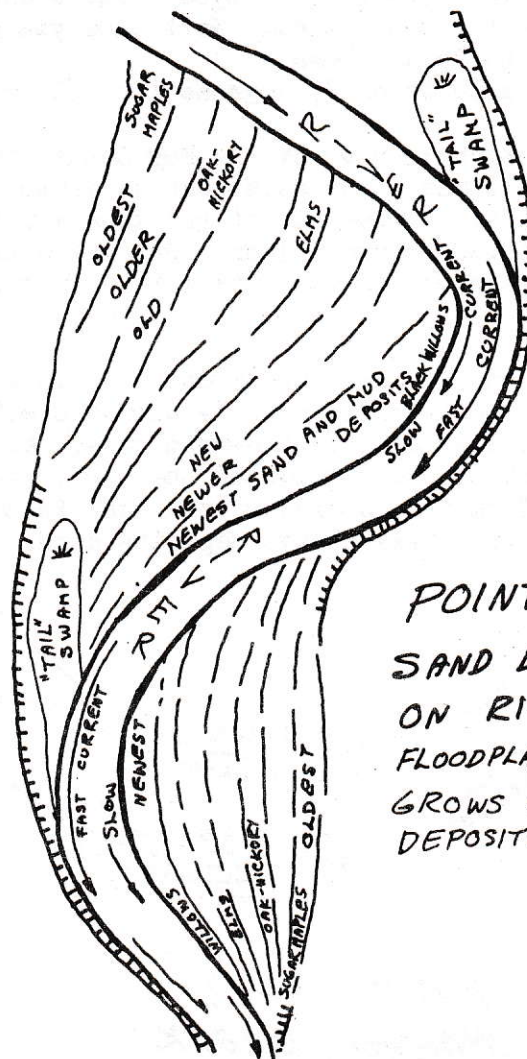 SUGAR
MAPLES
OAK-
HICKORY
ELMS
OLDEST
OLDER
OLD
NEW
NEWER
NEWEST SAND AND MUD
DEPOSITS
BLACK WILLOWS
RIVER
"TAIL"
SWAMP
SLOW CURRENT
FAST CURRENT
"TAIL"
SWAMP
RIVER
FAST CURRENT
SLOW
NEWEST
WILLOWS
ELMS
OAK-HICKORY
SUGAR MAPLES
OLDEST
POINT
SAND
ON
FLOODPLA
GROWS
DEPOSIT